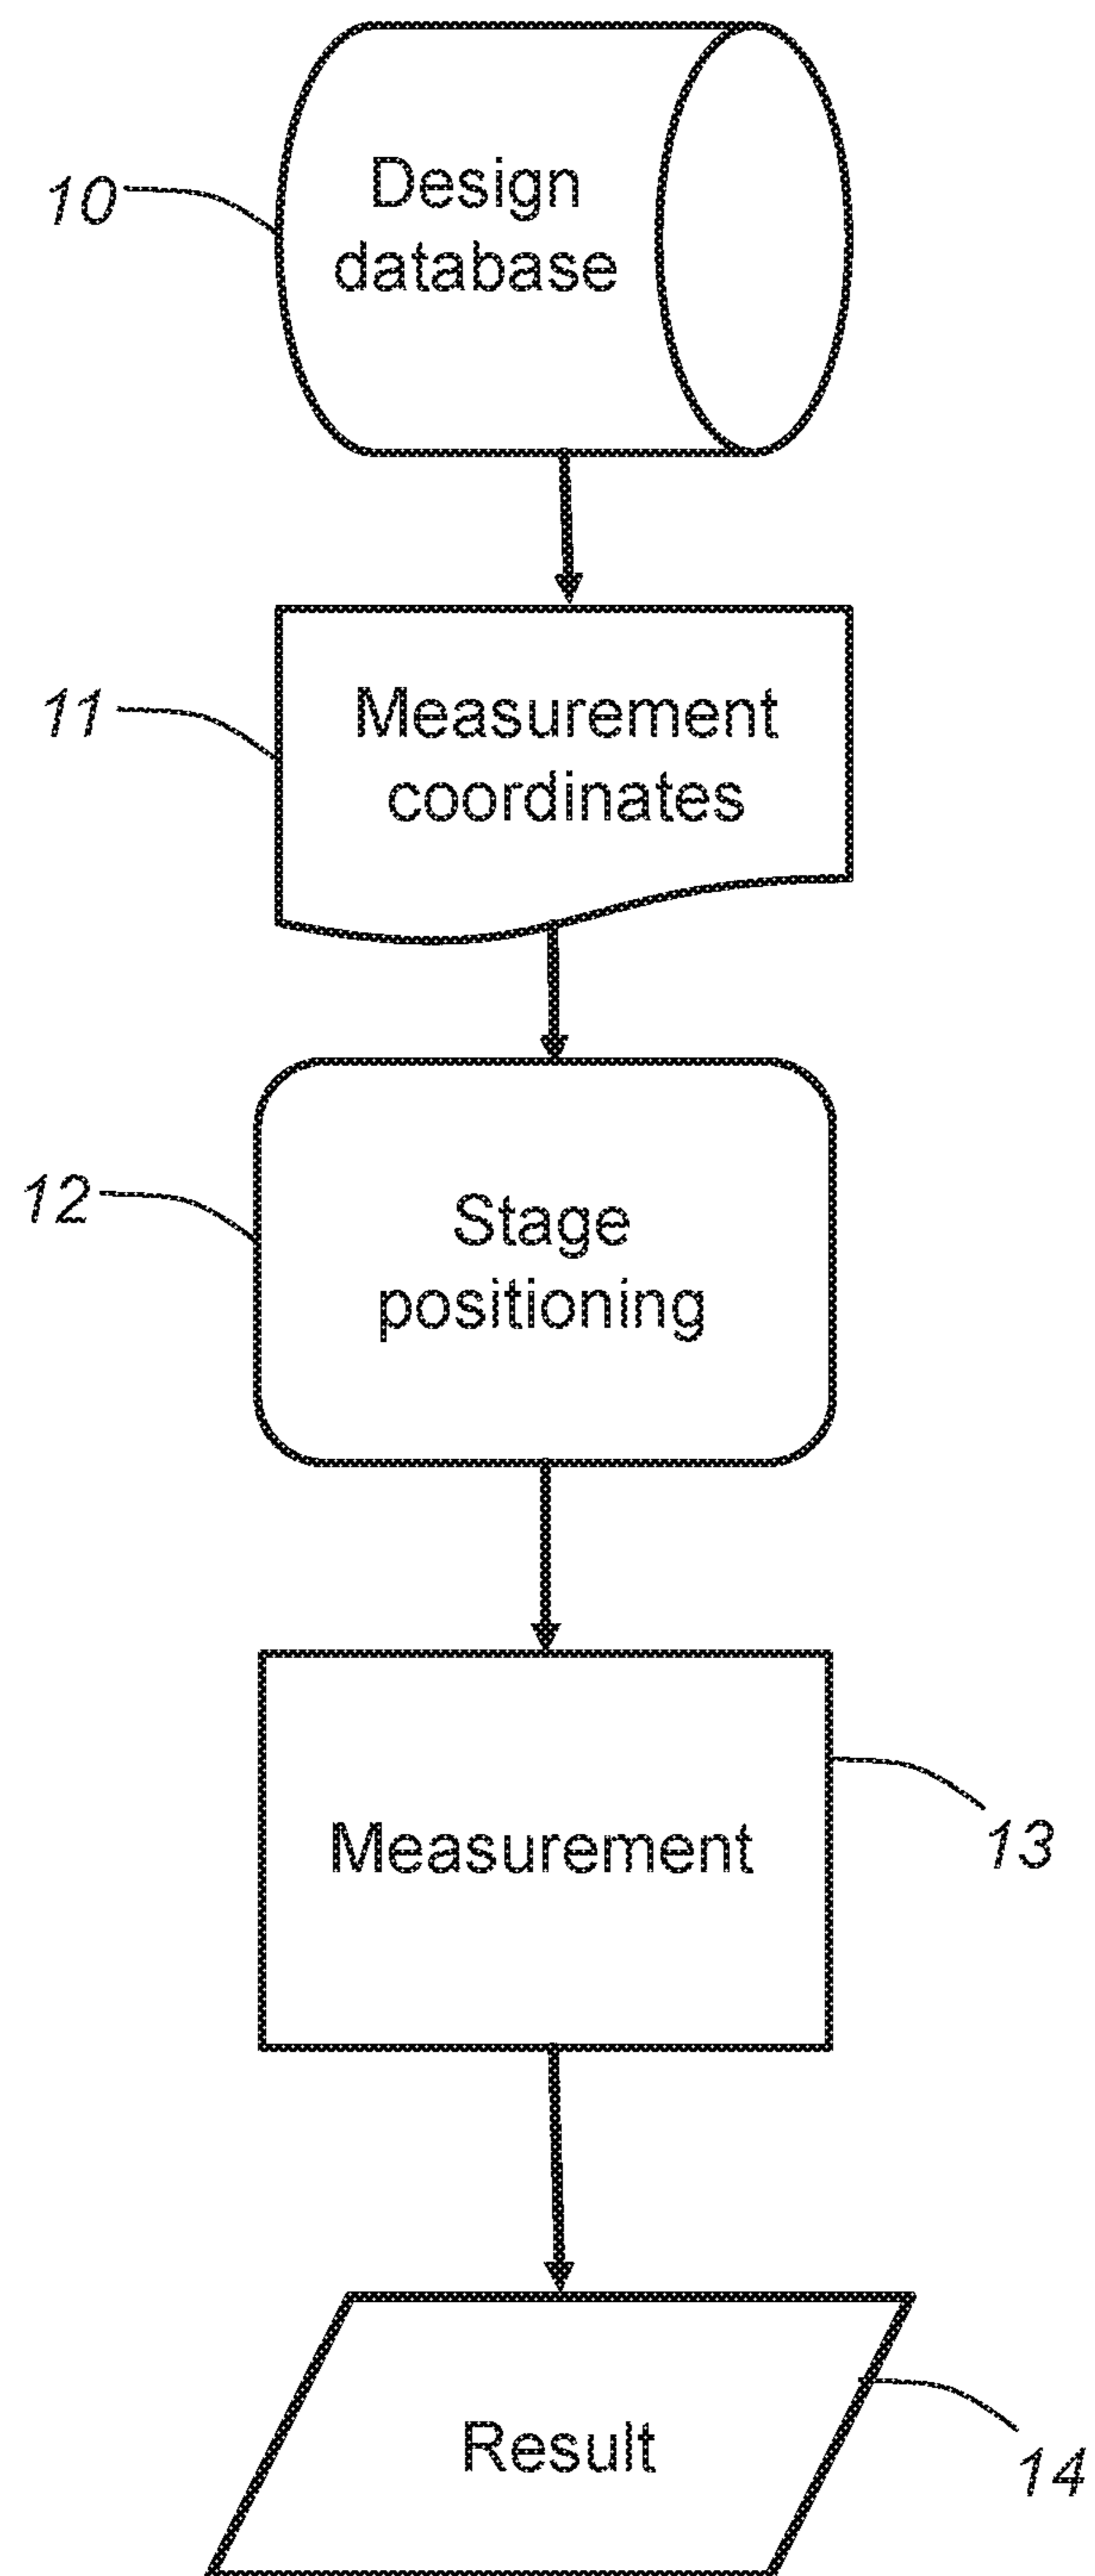 10
Design
database
11
Measurement
coordinates
12
Stage
positioning
Measurement
13
Result
14